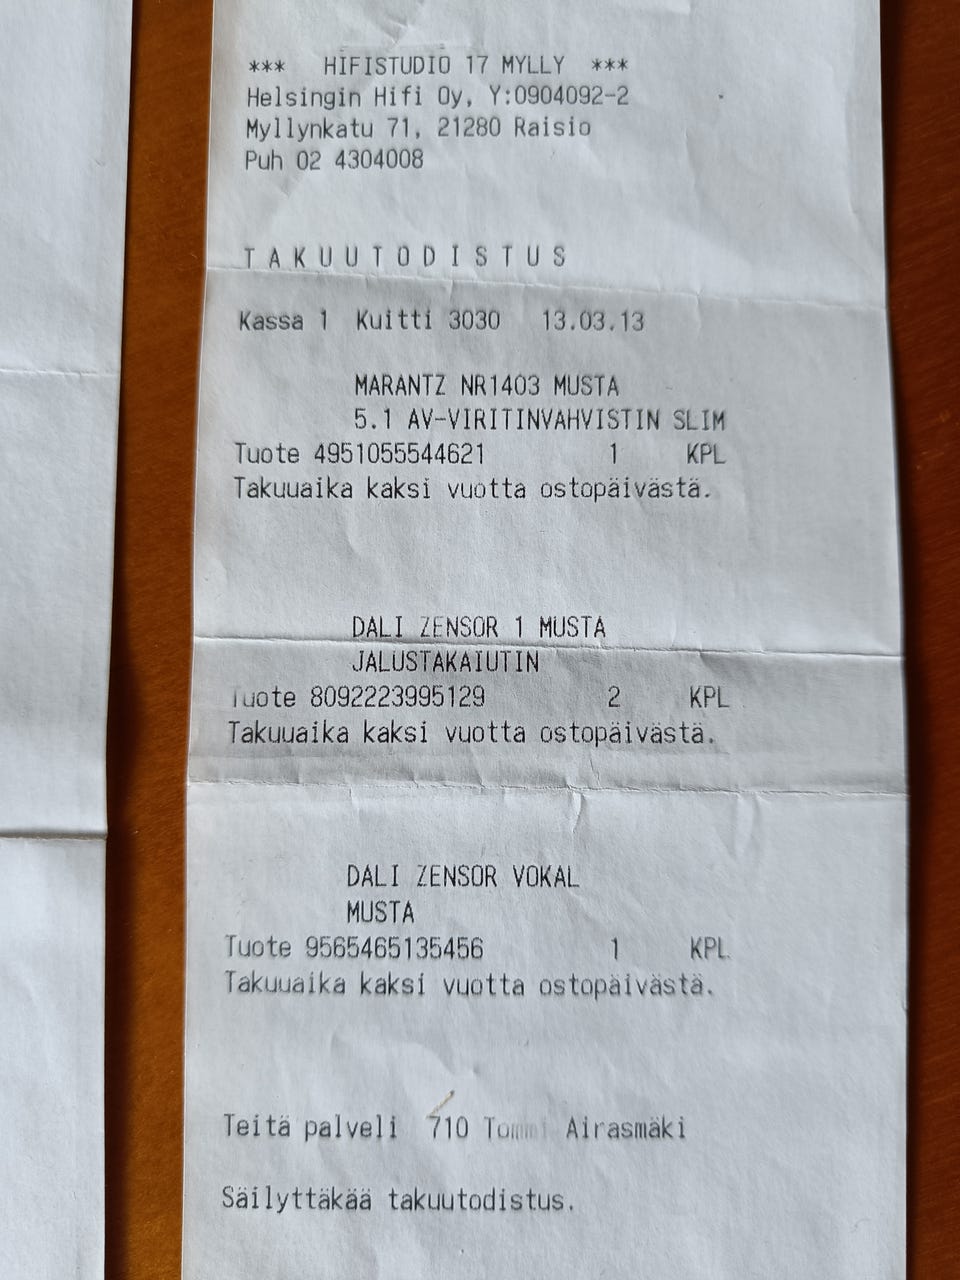 *** HIFISTUDIO 17 MYLLY ***
Helsingin Hifi Oy, Y:0904092-2
Myllynkatu 71, 21280 Raisio
Puh 02 4304008
TAKUUTODISTUS
Kassa 1 Kuitti 3030 13.03.13
MARANTZ NR1403 MUSTA
5.1 AV-VIRITINVAHVISTIN SLIM
Tuote 4951055544621 1 KPL
Takuuaika kaksi vuotta ostopäivästä.
DALI ZENSOR 1 MUSTA
JALUSTAKAIUTIN
Tuote 8092223995129 2 KPL
Takuuaika kaksi vuotta ostopäivästä.
DALI ZENSOR VOKAL
MUSTA
Tuote 9565465135456 1 KPL
Takuuaika kaksi vuotta ostopäivästä.
Teitä palveli 710 Tommi Airasmäki
Säilyttäkää takuutodistus.